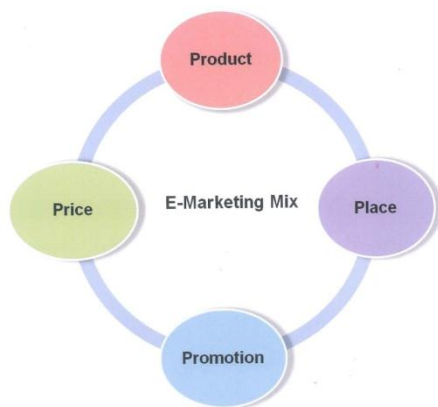 Product
Price
E-Marketing Mix
Place
Promotion